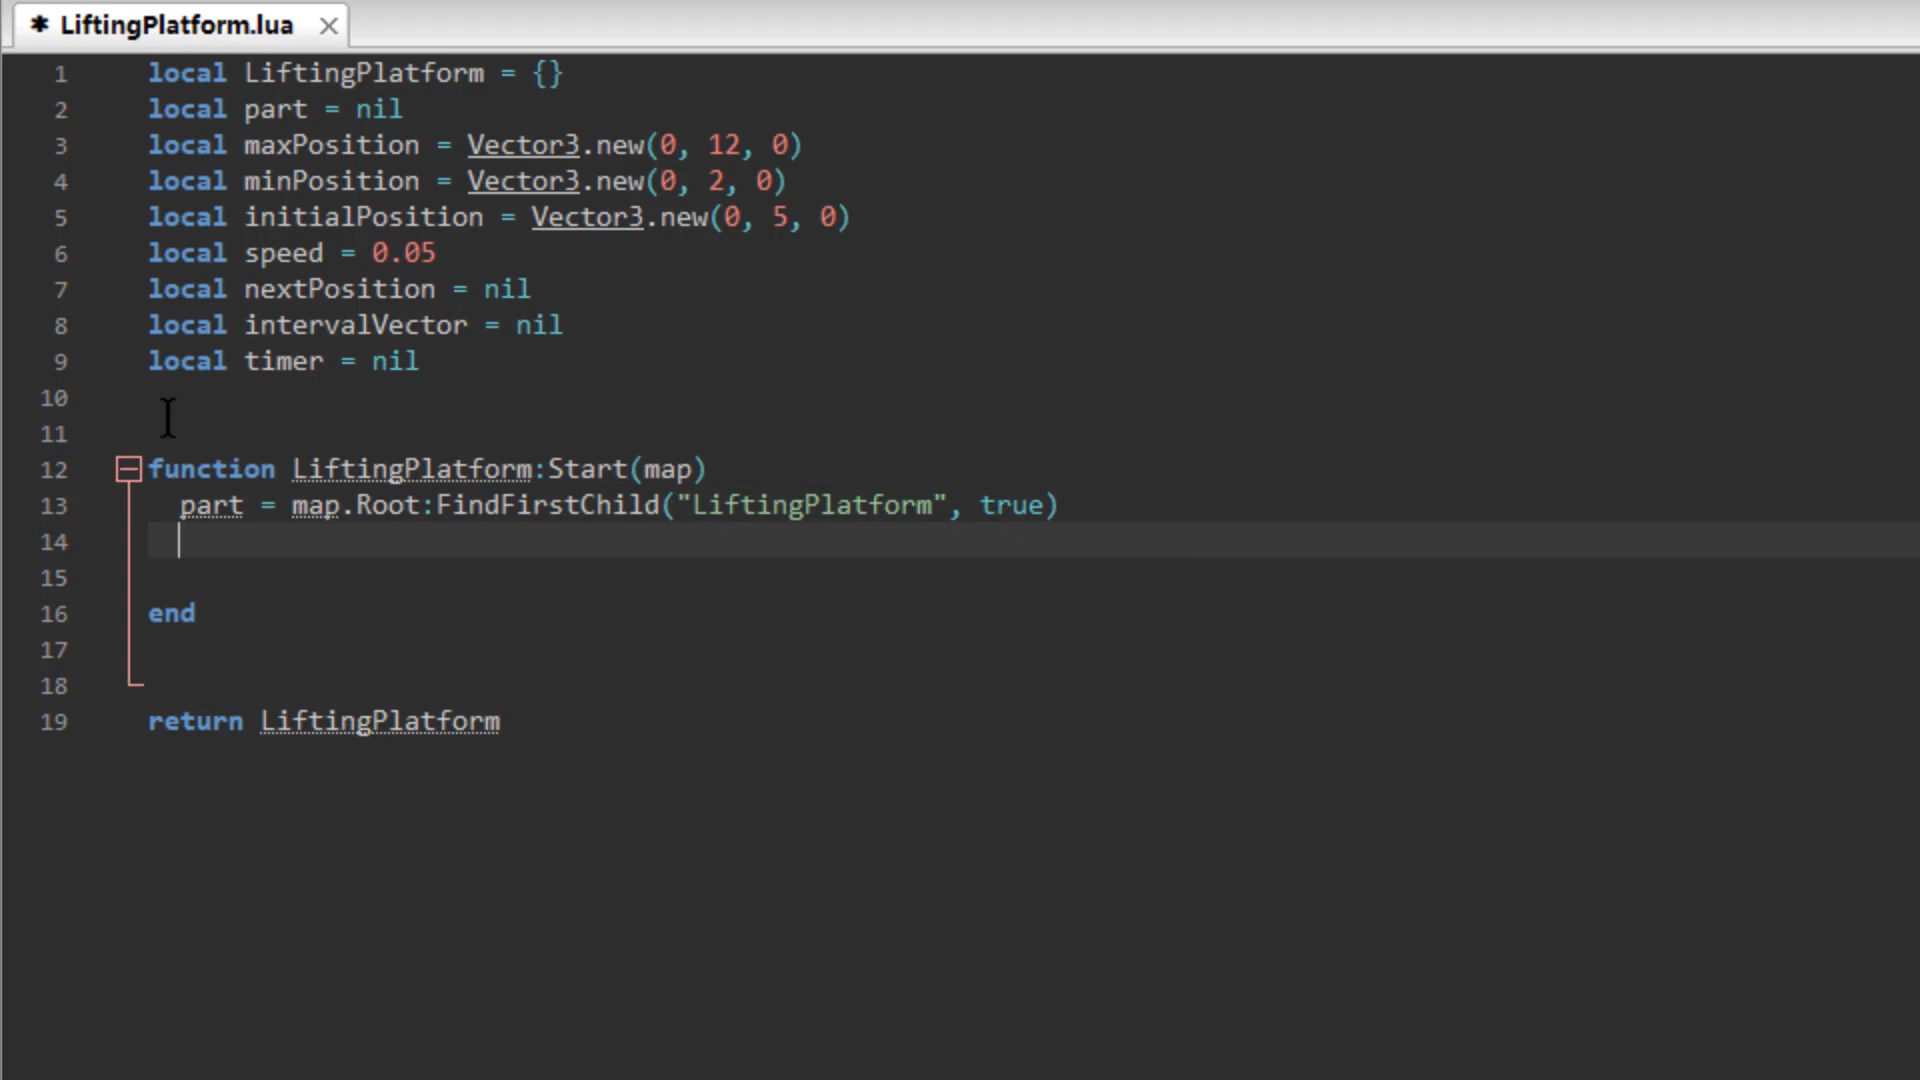 ✱ LiftingPlatform.lua ×
1 local LiftingPlatform = {}
2 local part = nil
3 local maxPosition = Vector3.new(0, 12, 0)
4 local minPosition = Vector3.new(0, 2, 0)
5 local initialPosition = Vector3.new(0, 5, 0)
6 local speed = 0.05
7 local nextPosition = nil
8 local intervalVector = nil
9 local timer = nil
10
11
12 function LiftingPlatform:Start(map)
13   part = map.Root:FindFirstChild("LiftingPlatform", true)
14
15
16 end
17
18
19 return LiftingPlatform